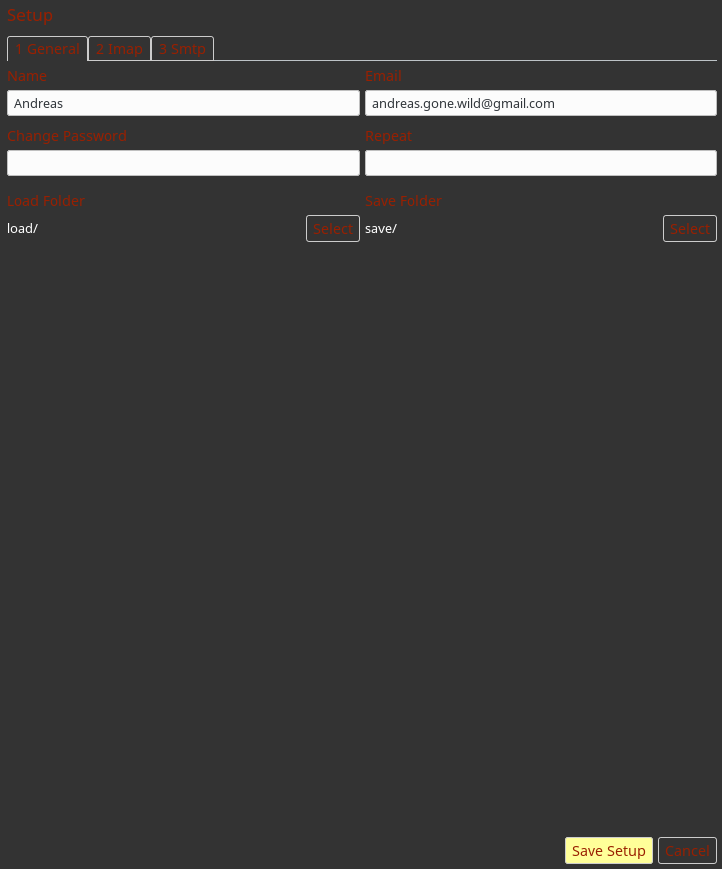 Setup
1 General 2 Imap 3 Smtp
Name Email
Andreas andreas.gone.wild@gmail.com
Change Password Repeat
Load Folder Save Folder
load/ Select save/ Select
Save Setup Cancel